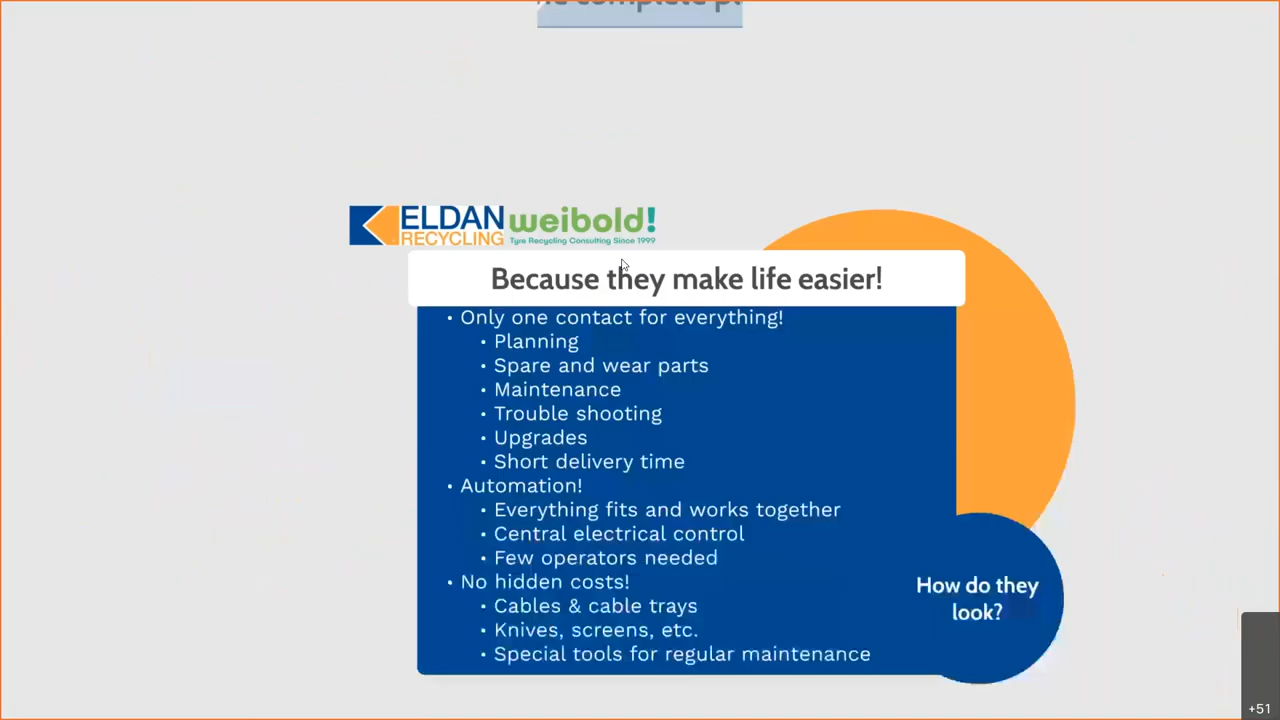 ELDAN
RECYCLING
weibold!
Tyre Recycling Consulting Since 1999
Because they make life easier!
• Only one contact for everything!
• Planning
• Spare and wear parts
• Maintenance
• Trouble shooting
• Upgrades
• Short delivery time
• Automation!
• Everything fits and works together
• Central electrical control
• Few operators needed
• No hidden costs!
• Cables & cable trays
• Knives, screens, etc.
• Special tools for regular maintenance
How do they
look?
+51